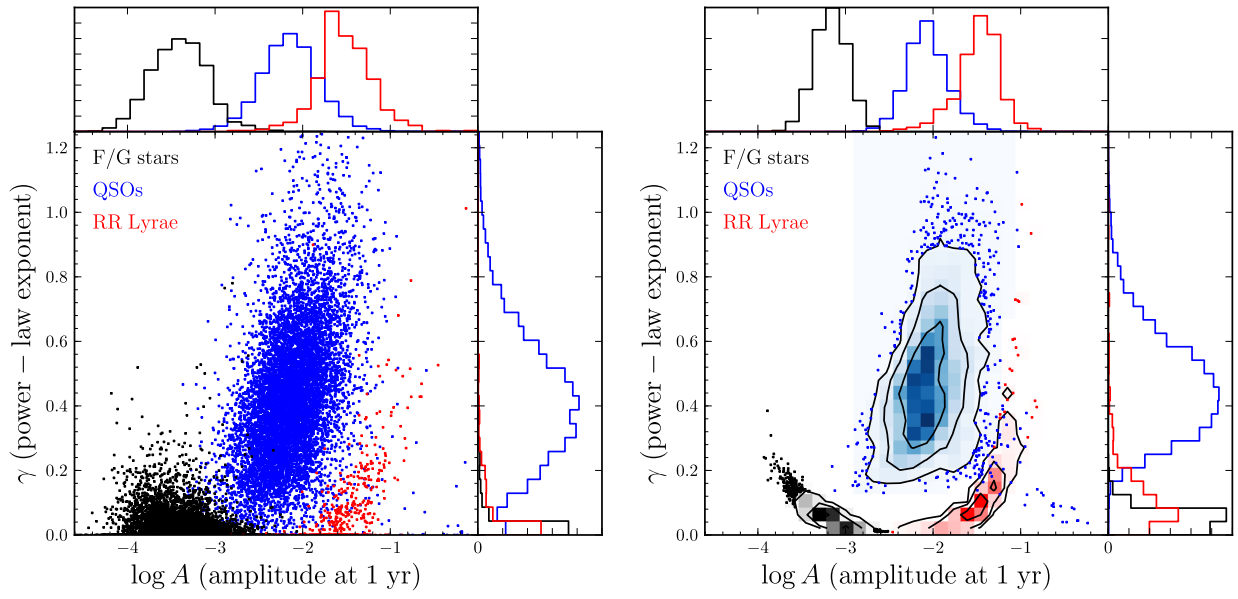 1.2
1.0
0.8
0.6
0.4
0.2
0.0
γ (power − law exponent)
F/G stars
QSOs
RR Lyrae
−4
−3
−2
−1
0
log A (amplitude at 1 yr)
1.2
1.0
0.8
0.6
0.4
0.2
0.0
γ (power − law exponent)
F/G stars
QSOs
RR Lyrae
−4
−3
−2
−1
0
log A (amplitude at 1 yr)